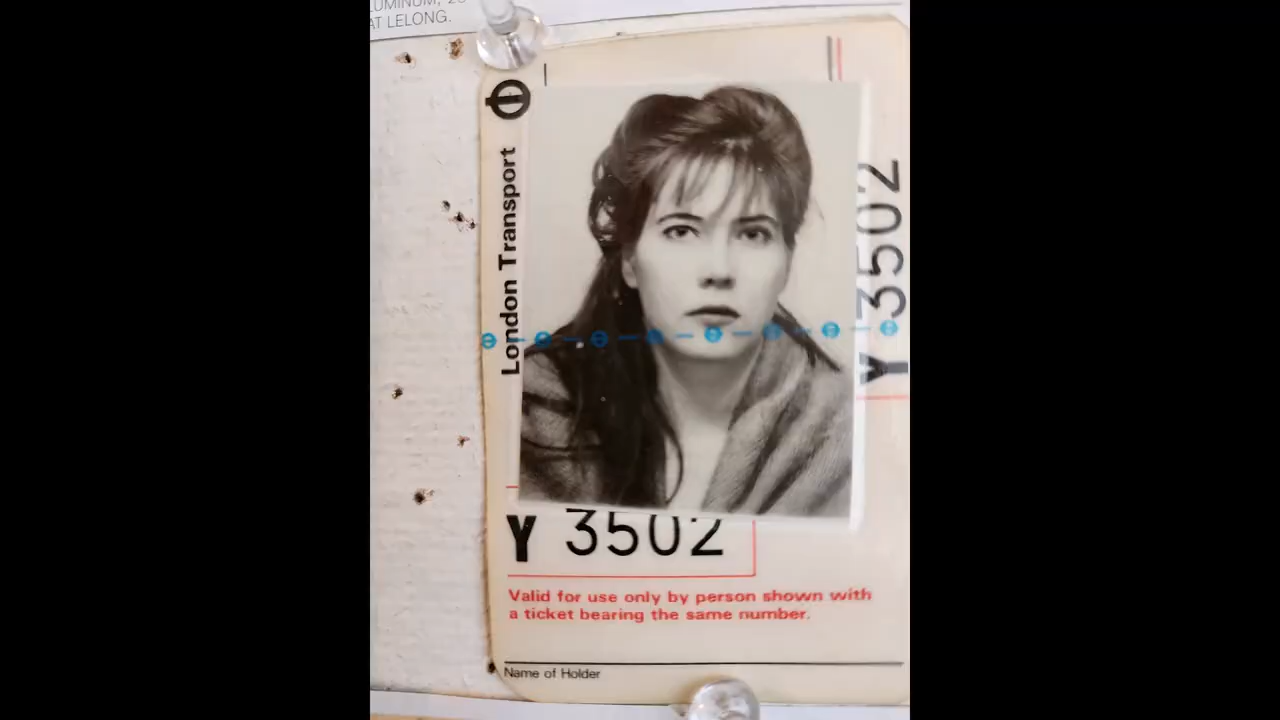 LUMINUM, 26
AT LELONG.
London Transport
Y 3502
Y 3502
Valid for use only by person shown with
a ticket bearing the same number.
Name of Holder